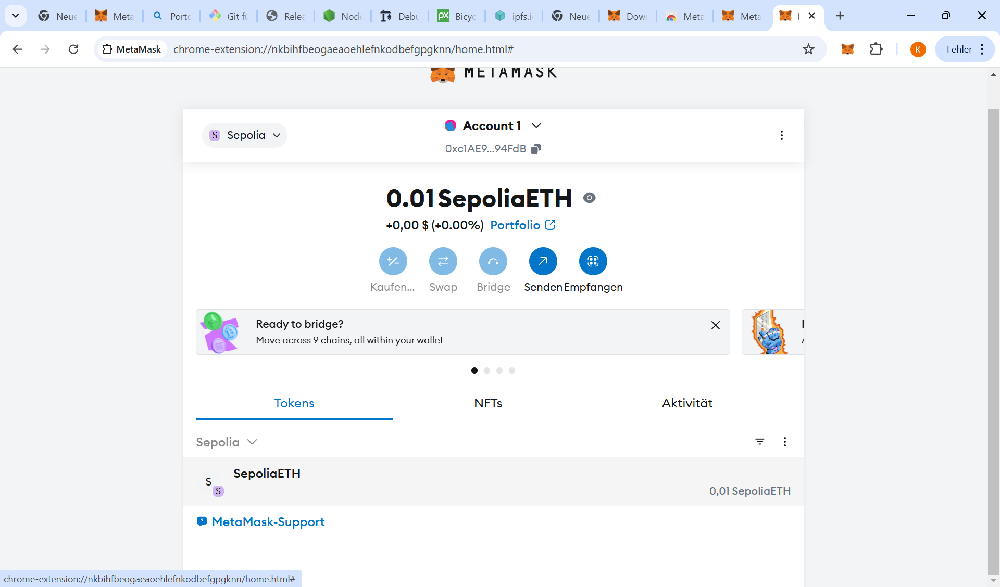 Neue
Meta
Porto
Git fü
Relea
Node
Debu
Bicyc
ipfs.i
Neue
Dow
Meta
Meta
MetaMask
chrome-extension://nkbihfbeogaeaoehlefnkodbefgpgknn/home.html#
K
Fehler
METAMASK
S Sepolia
Account 1
0xc1AE9...94FdB
0.01 SepoliaETH
+0,00 $ (+0.00%) Portfolio
Kaufen... Swap Bridge Senden Empfangen
Ready to bridge?
Move across 9 chains, all within your wallet
Tokens NFTs Aktivität
Sepolia
S
S
SepoliaETH
0,01 SepoliaETH
MetaMask-Support
chrome-extension://nkbihfbeogaeaoehlefnkodbefgpgknn/home.html#